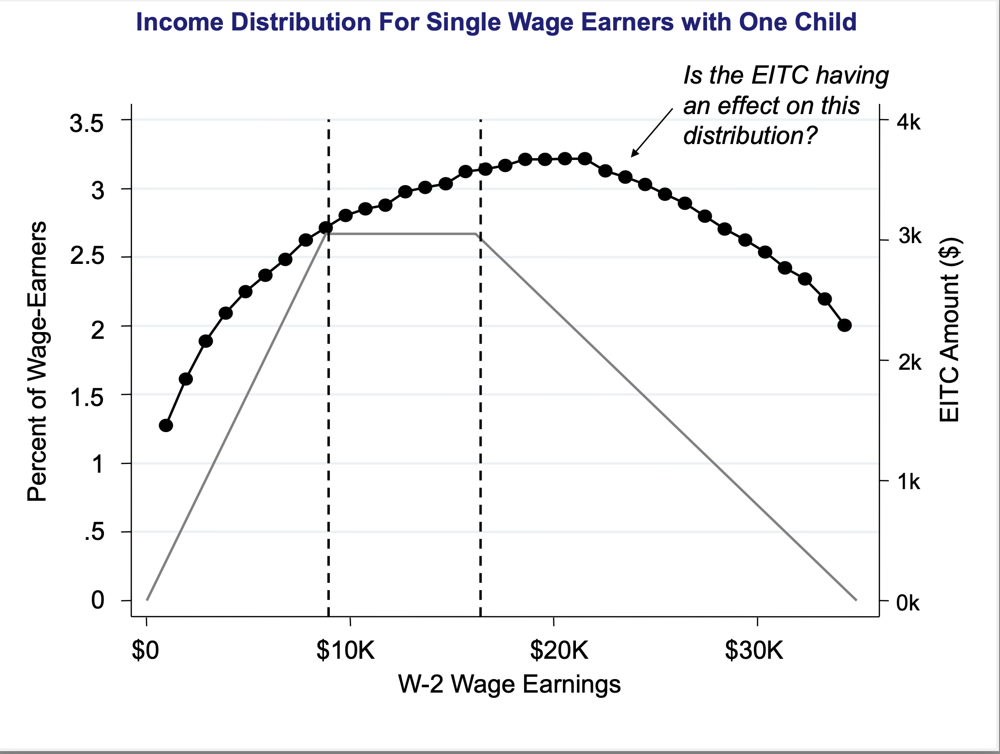 Income Distribution For Single Wage Earners with One Child
Is the EITC having
an effect on this
distribution?
Percent of Wage-Earners
3.5
3
2.5
2
1.5
1
.5
0
4k
3k
2k
1k
0k
EITC Amount ($)
$0
$10K
$20K
$30K
W-2 Wage Earnings